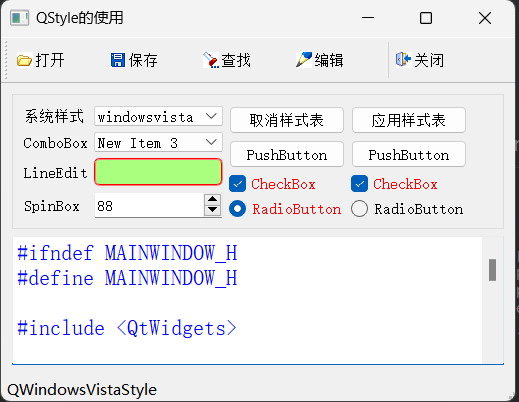 QStyle的使用
打开 保存 查找 编辑 关闭
系统样式 windowsvista 取消样式表 应用样式表
ComboBox New Item 3
LineEdit PushButton PushButton
CheckBox CheckBox
SpinBox 88 RadioButton RadioButton
#ifndef MAINWINDOW_H
#define MAINWINDOW_H
#include <QtWidgets>
QWindowsVistaStyle